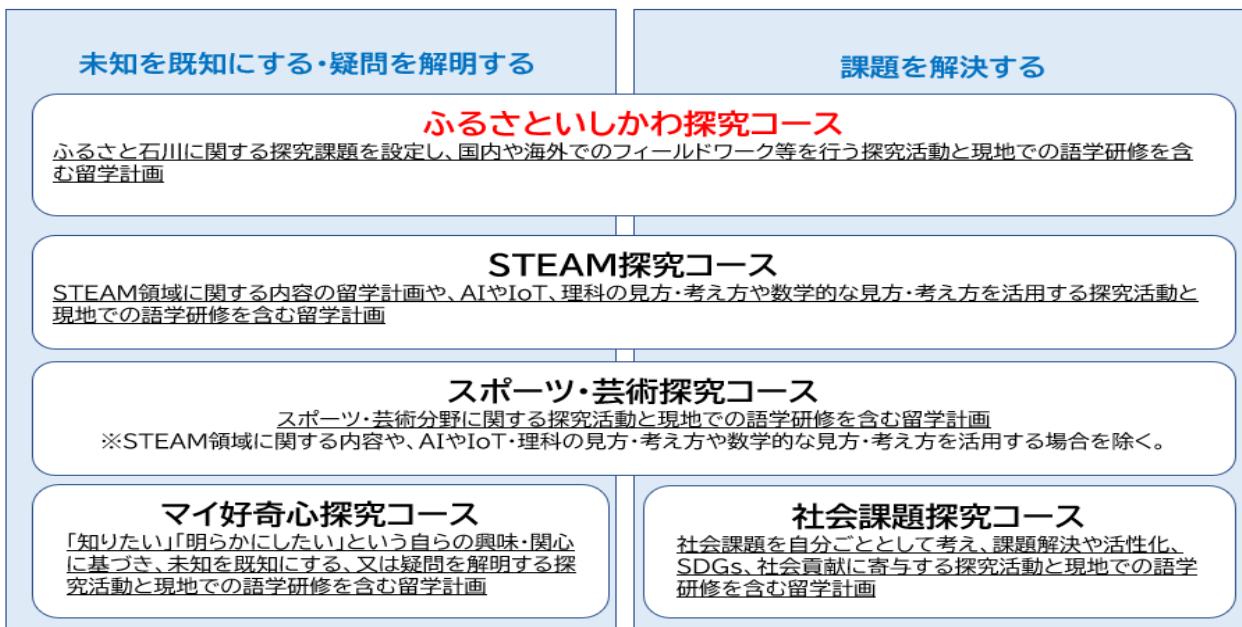 未知を既知にする・疑問を解明する
課題を解決する
ふるさといしかわ探究コース
ふるさと石川に関する探究課題を設定し、国内や海外でのフィールドワーク等を行う探究活動と現地での語学研修を含
む留学計画
STEAM探究コース
STEAM領域に関する内容の留学計画や、AIやIoT、理科の見方・考え方や数学的な見方・考え方を活用する探究活動と
現地での語学研修を含む留学計画
スポーツ・芸術探究コース
スポーツ・芸術分野に関する探究活動と現地での語学研修を含む留学計画
※STEAM領域に関する内容や、AIやIoT・理科の見方・考え方や数学的な見方・考え方を活用する場合を除く。
マイ好奇心探究コース
「知りたい」「明らかにしたい」という自らの興味・関心
に基づき、未知を既知にする、又は疑問を解明する探
究活動と現地での語学研修を含む留学計画
社会課題探究コース
社会課題を自分ごととして考え、課題解決や活性化、
SDGs、社会貢献に寄与する探究活動と現地での語学
研修を含む留学計画